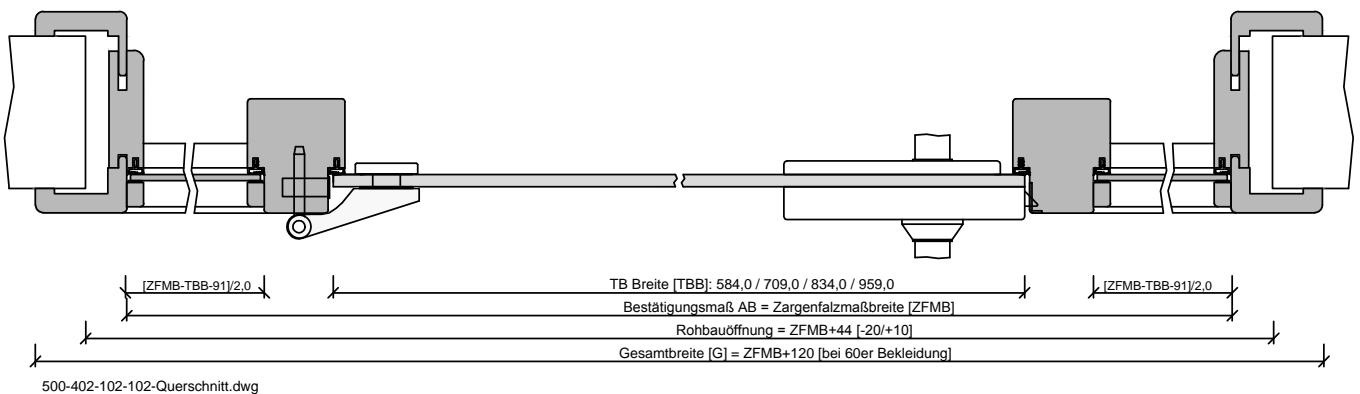 [ZFMB-TBB-91]/2,0
TB Breite [TBB]: 584,0 / 709,0 / 834,0 / 959,0
[ZFMB-TBB-91]/2,0
Bestätigungsmaß AB = Zargenfalzmaßbreite [ZFMB]
Rohbauöffnung = ZFMB+44 [-20/+10]
Gesamtbreite [G] = ZFMB+120 [bei 60er Bekleidung]
500-402-102-102-Querschnitt.dwg